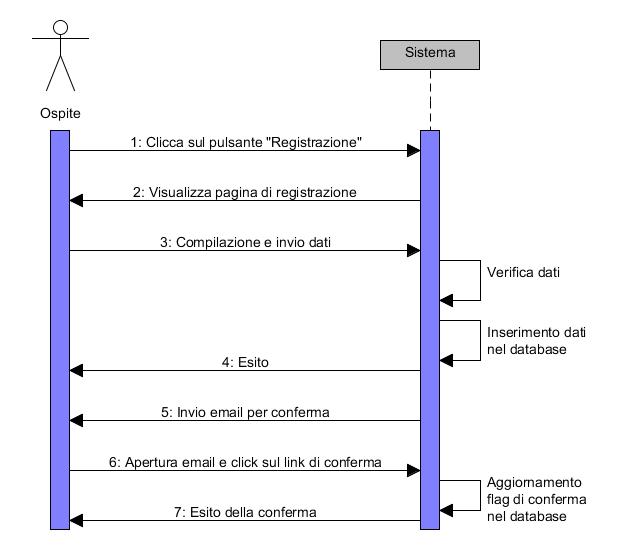 Sistema
Ospite
1: Clicca sul pulsante "Registrazione"
2: Visualizza pagina di registrazione
3: Compilazione e invio dati
Verifica dati
Inserimento dati
nel database
4: Esito
5: Invio email per conferma
6: Apertura email e click sul link di conferma
Aggiornamento
flag di conferma
nel database
7: Esito della conferma